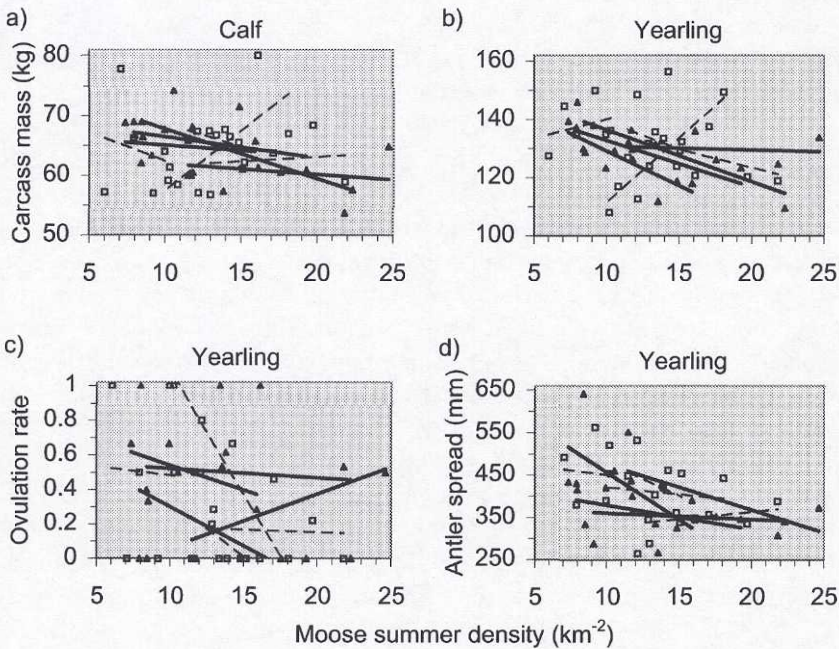 a)
Calf
Carcass mass (kg)
80
70
60
50
5 10 15 20 25
b)
Yearling
160
140
120
100
5 10 15 20 25
c)
Yearling
Ovulation rate
1
0.8
0.6
0.4
0.2
0
5 10 15 20 25
d)
Yearling
Antler spread (mm)
650
550
450
350
250
5 10 15 20 25
Moose summer density (km-2)